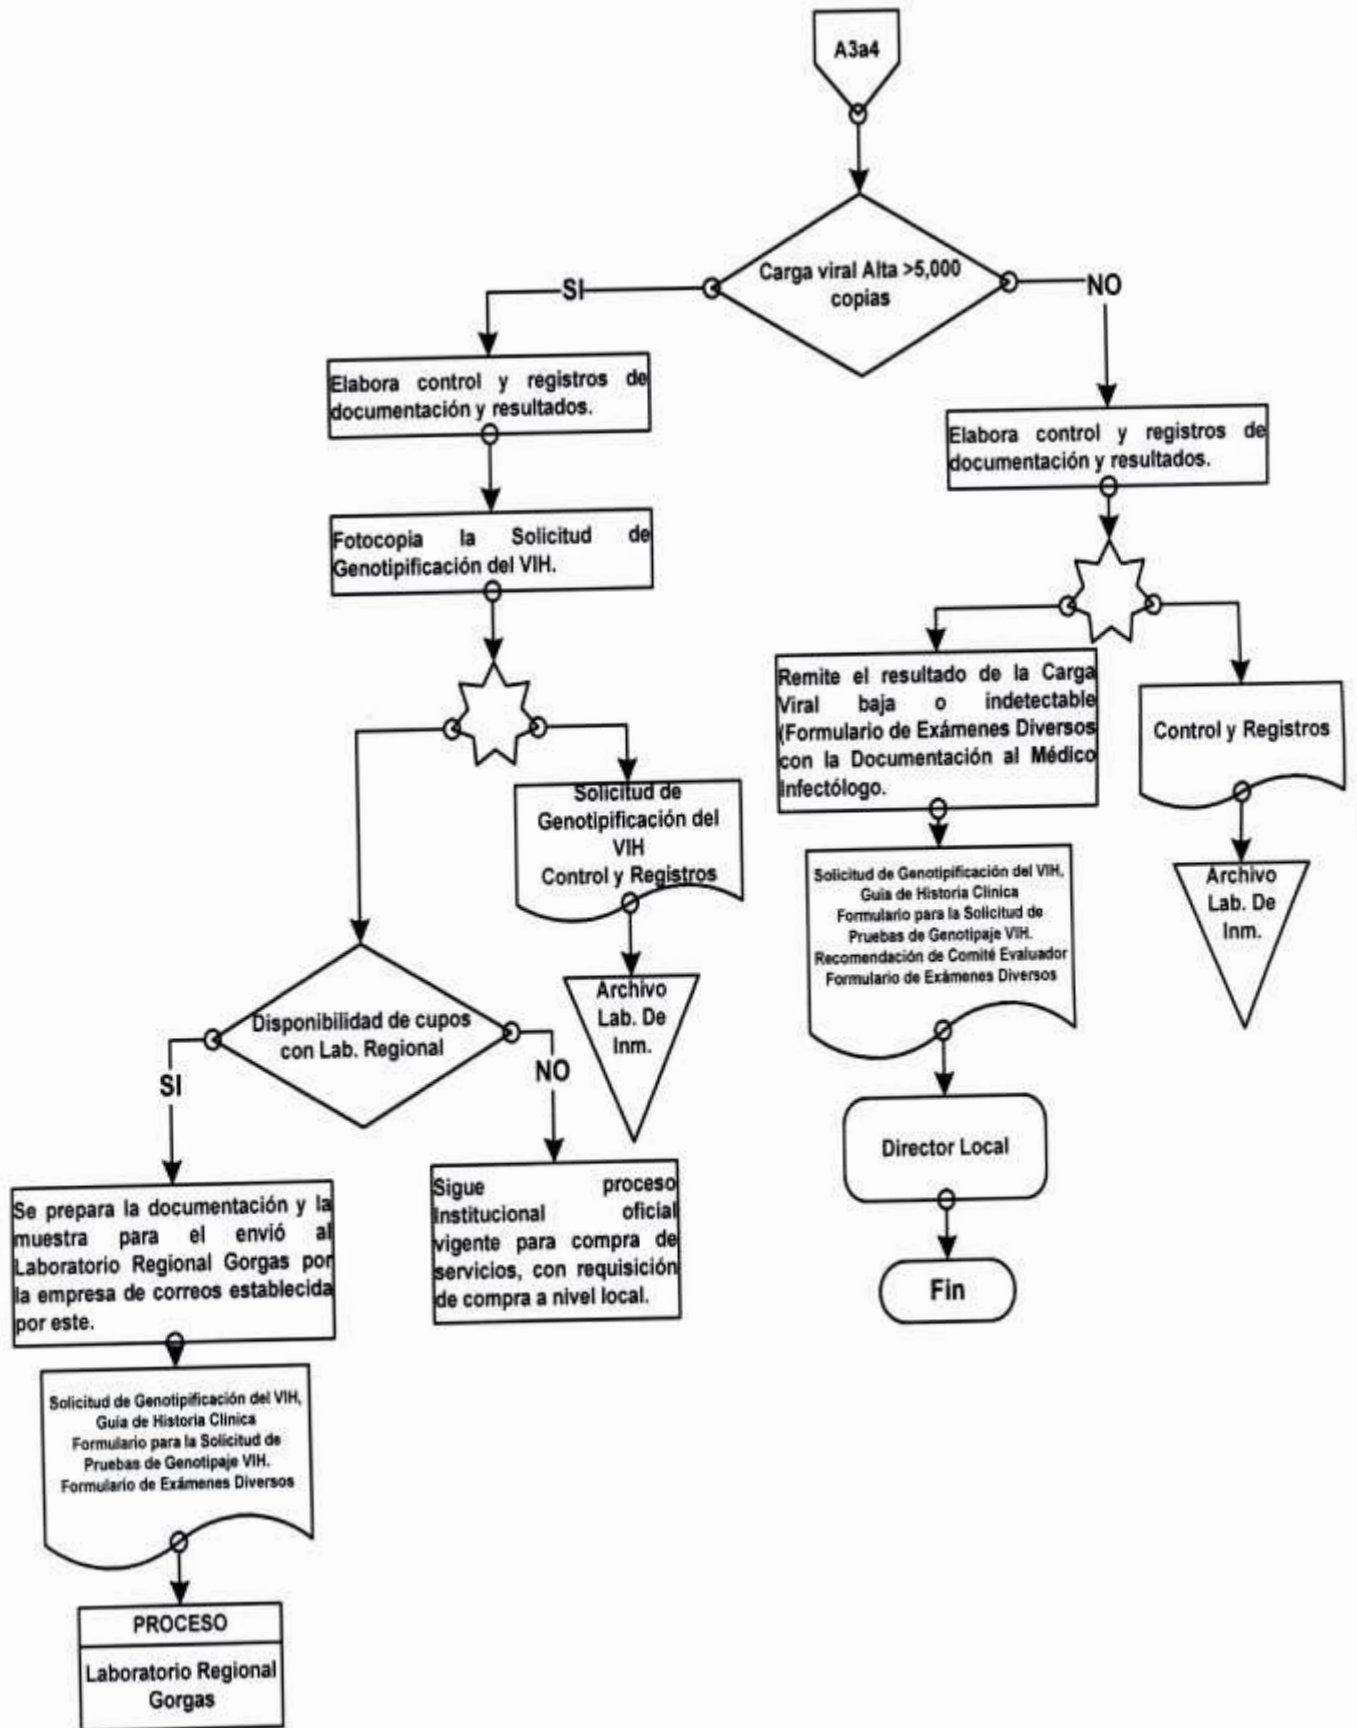 A3a4
Carga viral Alta >5,000
copias
SI
NO
Elabora control y registros de
documentación y resultados.
Fotocopia la Solicitud de
Genotipificación del VIH.
Solicitud de
Genotipificación del
VIH
Control y Registros
Archivo
Lab. De
Inm.
Disponibilidad de cupos
con Lab. Regional
SI
NO
Se prepara la documentación y la
muestra para el envió al
Laboratorio Regional Gorgas por
la empresa de correos establecida
por este.
Sigue proceso
Institucional oficial
vigente para compra de
servicios, con requisición
de compra a nivel local.
Solicitud de Genotipificación del VIH,
Guia de Historia Clinica
Formulario para la Solicitud de
Pruebas de Genotipaje VIH.
Formulario de Exámenes Diversos
PROCESO
Laboratorio Regional
Gorgas
Elabora control y registros de
documentación y resultados.
Remite el resultado de la Carga
Viral baja o indetectable
(Formulario de Exámenes Diversos
con la Documentación al Médico
Infectólogo.
Control y Registros
Archivo
Lab. De
Inm.
Solicitud de Genotipificación del VIH,
Guia de Historia Clinica
Formulario para la Solicitud de
Pruebas de Genotipaje VIH.
Recomendación de Comité Evaluador
Formulario de Exámenes Diversos
Director Local
Fin